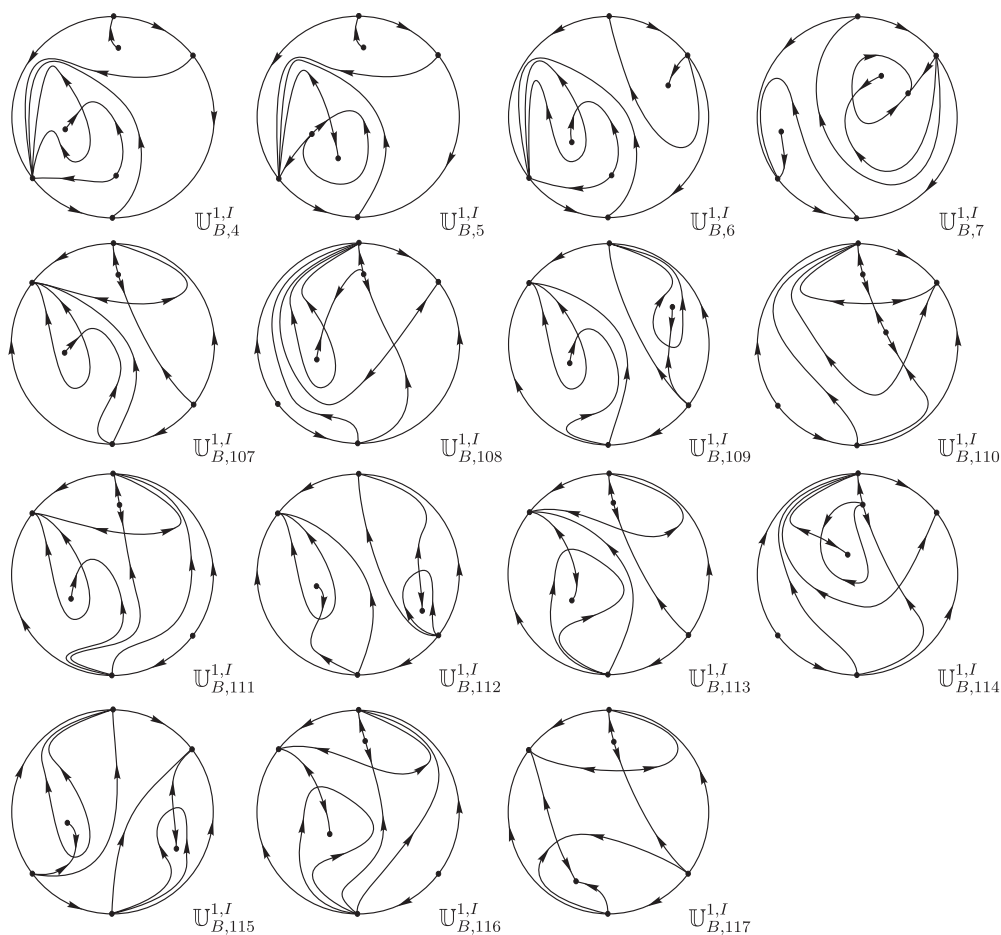 𝕌^{1,I}_{B,4} 𝕌^{1,I}_{B,5} 𝕌^{1,I}_{B,6} 𝕌^{1,I}_{B,7}
𝕌^{1,I}_{B,107} 𝕌^{1,I}_{B,108} 𝕌^{1,I}_{B,109} 𝕌^{1,I}_{B,110}
𝕌^{1,I}_{B,111} 𝕌^{1,I}_{B,112} 𝕌^{1,I}_{B,113} 𝕌^{1,I}_{B,114}
𝕌^{1,I}_{B,115} 𝕌^{1,I}_{B,116} 𝕌^{1,I}_{B,117}